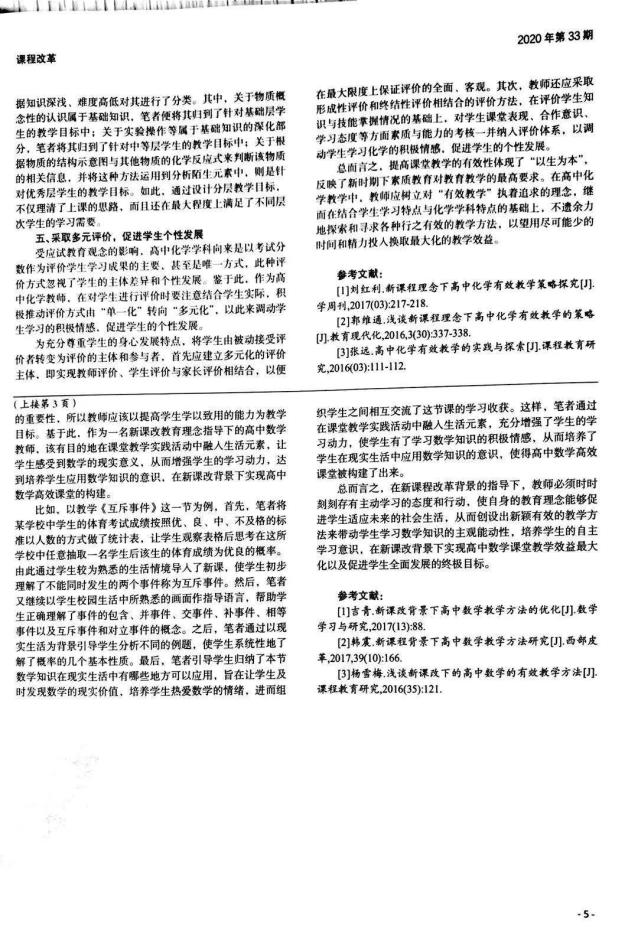 2020 年第 33 期
课程改革
据知识深浅、难度高低对其进行了分类。其中，关于物质概
念性的认识属于基础知识，笔者便将其归到了针对基础层学
生的教学目标中；关于实验操作等属于基础知识的深化部
分，笔者将其归到了针对中等层学生的教学目标中；关于根
据物质的结构示意图与其他物质的化学反应式来判断该物质
的相关信息，并将这种方法运用到分析陌生元素中，则是针
对优秀层学生的教学目标。如此，通过设计分层教学目标，
不仅理清了上课的思路，而且还在最大程度上满足了不同层
次学生的学习需要。
五、采取多元评价，促进学生个性发展
受应试教育观念的影响，高中化学学科向来是以考试分
数作为评价学生学习成果的主要、甚至是唯一方式，此种评
价方式忽视了学生的主体差异和个性发展。鉴于此，作为高
中化学教师，在对学生进行评价时要注意结合学生实际，积
极推动评价方式由“单一化”转向“多元化”，以此来调动学
生学习的积极情感，促进学生的个性发展。
为充分尊重学生的身心发展特点，将学生由被动接受评
价者转变为评价的主体和参与者，首先应建立多元化的评价
主体，即实现教师评价、学生评价与家长评价相结合，以便
在最大限度上保证评价的全面、客观。其次，教师还应采取
形成性评价和终结性评价相结合的评价方法，在评价学生知
识与技能掌握情况的基础上，对学生课堂表现、合作意识、
学习态度等方面素质与能力的考核一并纳入评价体系，以调
动学生学习化学的积极情感，促进学生的个性发展。
总而言之，提高课堂教学的有效性体现了“以生为本”，
反映了新时期下素质教育对教育教学的最高要求。在高中化
学教学中，教师应树立对“有效教学”执着追求的理念，继
而在结合学生学习特点与化学学科特点的基础上，不遗余力
地探索和寻求各种行之有效的教学方法，以望用尽可能少的
时间和精力投入换取最大化的教学效益。
参考文献：
[1]刘红利.新课程理念下高中化学有效教学策略探究[J].
学周刊,2017(03):217-218.
[2]郭维通.浅谈新课程理念下高中化学有效教学的策略
[J].教育现代化,2016,3(30):337-338.
[3]张远.高中化学有效教学的实践与探索[J].课程教育研
究,2016(03):111-112.
（上接第 3 页）
的重要性，所以教师应该以提高学生学以致用的能力为教学
目标。基于此，作为一名新课改教育理念指导下的高中数学
教师，该有目的地在课堂教学实践活动中融入生活元素，让
学生感受到数学的现实意义，从而增强学生的学习动力，达
到培养学生应用数学知识的意识，在新课改背景下实现高中
数学高效课堂的构建。
比如，以教学《互斥事件》这一节为例，首先，笔者将
某学校中学生的体育考试成绩按照优、良、中、不及格的标
准以人数的方式做了统计表，让学生观察表格后思考在这所
学校中任意抽取一名学生后该生的体育成绩为优良的概率。
由此通过学生较为熟悉的生活情境导入了新课，使学生初步
理解了不能同时发生的两个事件称为互斥事件。然后，笔者
又继续以学生校园生活中所熟悉的画面作指导语言，帮助学
生正确理解了事件的包含、并事件、交事件、补事件、相等
事件以及互斥事件和对立事件的概念。之后，笔者通过以现
实生活为背景引导学生分析不同的例题，使学生系统性地了
解了概率的几个基本性质。最后，笔者引导学生归纳了本节
数学知识在现实生活中有哪些地方可以应用，旨在让学生及
时发现数学的现实价值，培养学生热爱数学的情绪，进而组
织学生之间相互交流了这节课的学习收获。这样，笔者通过
在课堂教学实践活动中融入生活元素，充分增强了学生的学
习动力，使学生有了学习数学知识的积极情感，从而培养了
学生在现实生活中应用数学知识的意识，使得高中数学高效
课堂被构建了出来。
总而言之，在新课程改革背景的指导下，教师必须时时
刻刻存有主动学习的态度和行动，使自身的教育理念能够促
进学生适应未来的社会生活，从而创设出新颖有效的教学方
法来带动学生学习数学知识的主观能动性，培养学生的自主
学习意识，在新课改背景下实现高中数学课堂教学效益最大
化以及促进学生全面发展的终极目标。
参考文献：
[1]吉青.新课改背景下高中数学教学方法的优化[J].数学
学习与研究,2017(13):88.
[2]韩震.新课程背景下高中数学教学方法研究[J].西部皮
革,2017,39(10):166.
[3]杨雪梅.浅谈新课改下的高中数学的有效教学方法[J].
课程教育研究,2016(35):121.
- 5 -